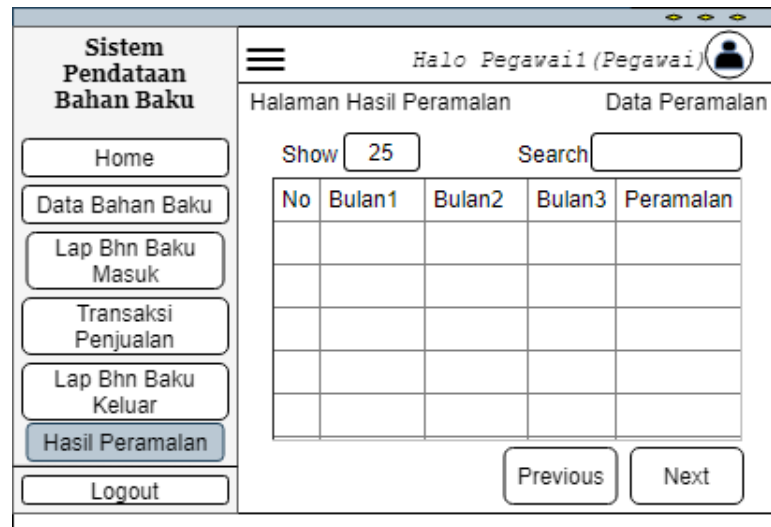 Sistem
Pendataan
Bahan Baku
Home
Data Bahan Baku
Lap Bhn Baku
Masuk
Transaksi
Penjualan
Lap Bhn Baku
Keluar
Hasil Peramalan
Logout
Halo Pegawai1(Pegawai)
Halaman Hasil Peramalan Data Peramalan
Show 25 Search
No Bulan1 Bulan2 Bulan3 Peramalan
Previous Next